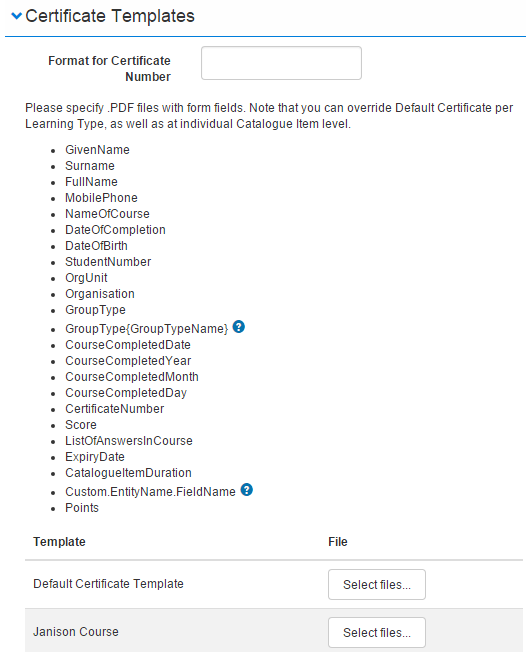 Certificate Templates
Format for Certificate
Number
Please specify .PDF files with form fields. Note that you can override Default Certificate per
Learning Type, as well as at individual Catalogue Item level.
GivenName
Surname
FullName
MobilePhone
NameOfCourse
DateOfCompletion
DateOfBirth
StudentNumber
OrgUnit
Organisation
GroupType
GroupType{GroupTypeName} ?
CourseCompletedDate
CourseCompletedYear
CourseCompletedMonth
CourseCompletedDay
CertificateNumber
Score
ListOfAnswersInCourse
ExpiryDate
CatalogueItemDuration
Custom.EntityName.FieldName ?
Points
Template File
Default Certificate Template Select files...
Janison Course Select files...